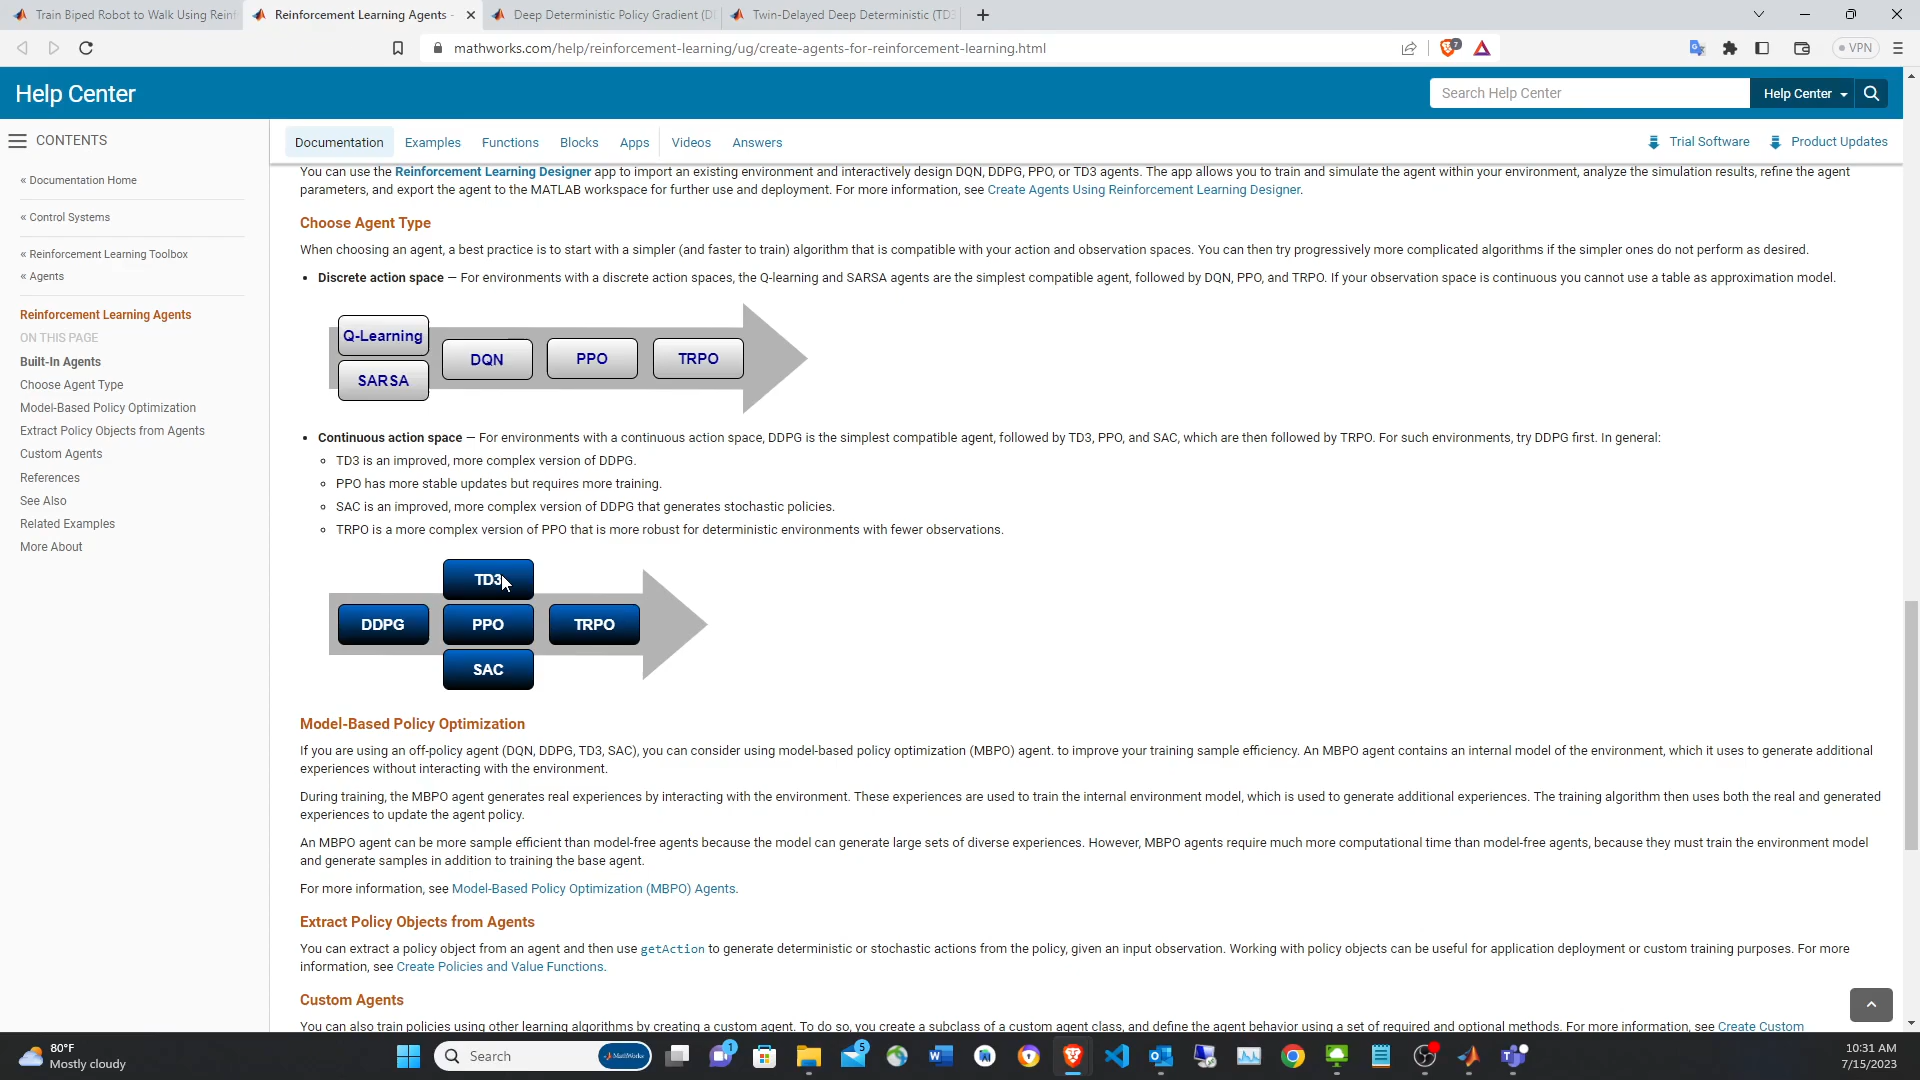 Train Biped Robot to Walk Using Reinf
Reinforcement Learning Agents -
Deep Deterministic Policy Gradient (D
Twin-Delayed Deep Deterministic (TD3
mathworks.com/help/reinforcement-learning/ug/create-agents-for-reinforcement-learning.html
7
VPN
Help Center
Search Help Center
Help Center
CONTENTS
Documentation Examples Functions Blocks Apps Videos Answers
Trial Software Product Updates
« Documentation Home
« Control Systems
« Reinforcement Learning Toolbox
« Agents
Reinforcement Learning Agents
ON THIS PAGE
Built-In Agents
Choose Agent Type
Model-Based Policy Optimization
Extract Policy Objects from Agents
Custom Agents
References
See Also
Related Examples
More About
You can use the Reinforcement Learning Designer app to import an existing environment and interactively design DQN, DDPG, PPO, or TD3 agents. The app allows you to train and simulate the agent within your environment, analyze the simulation results, refine the agent
parameters, and export the agent to the MATLAB workspace for further use and deployment. For more information, see Create Agents Using Reinforcement Learning Designer.
Choose Agent Type
When choosing an agent, a best practice is to start with a simpler (and faster to train) algorithm that is compatible with your action and observation spaces. You can then try progressively more complicated algorithms if the simpler ones do not perform as desired.
• Discrete action space — For environments with a discrete action spaces, the Q-learning and SARSA agents are the simplest compatible agent, followed by DQN, PPO, and TRPO. If your observation space is continuous you cannot use a table as approximation model.
Q-Learning
SARSA
DQN
PPO
TRPO
• Continuous action space — For environments with a continuous action space, DDPG is the simplest compatible agent, followed by TD3, PPO, and SAC, which are then followed by TRPO. For such environments, try DDPG first. In general:
TD3 is an improved, more complex version of DDPG.
PPO has more stable updates but requires more training.
SAC is an improved, more complex version of DDPG that generates stochastic policies.
TRPO is a more complex version of PPO that is more robust for deterministic environments with fewer observations.
TD3
DDPG
PPO
TRPO
SAC
Model-Based Policy Optimization
If you are using an off-policy agent (DQN, DDPG, TD3, SAC), you can consider using model-based policy optimization (MBPO) agent. to improve your training sample efficiency. An MBPO agent contains an internal model of the environment, which it uses to generate additional
experiences without interacting with the environment.
During training, the MBPO agent generates real experiences by interacting with the environment. These experiences are used to train the internal environment model, which is used to generate additional experiences. The training algorithm then uses both the real and generated
experiences to update the agent policy.
An MBPO agent can be more sample efficient than model-free agents because the model can generate large sets of diverse experiences. However, MBPO agents require much more computational time than model-free agents, because they must train the environment model
and generate samples in addition to training the base agent.
For more information, see Model-Based Policy Optimization (MBPO) Agents.
Extract Policy Objects from Agents
You can extract a policy object from an agent and then use getAction to generate deterministic or stochastic actions from the policy, given an input observation. Working with policy objects can be useful for application deployment or custom training purposes. For more
information, see Create Policies and Value Functions.
Custom Agents
You can also train policies using other learning algorithms by creating a custom agent. To do so, you create a subclass of a custom agent class, and define the agent behavior using a set of required and optional methods. For more information, see Create Custom
80°F
Mostly cloudy
Search
MathWorks
1
5
10:31 AM
7/15/2023